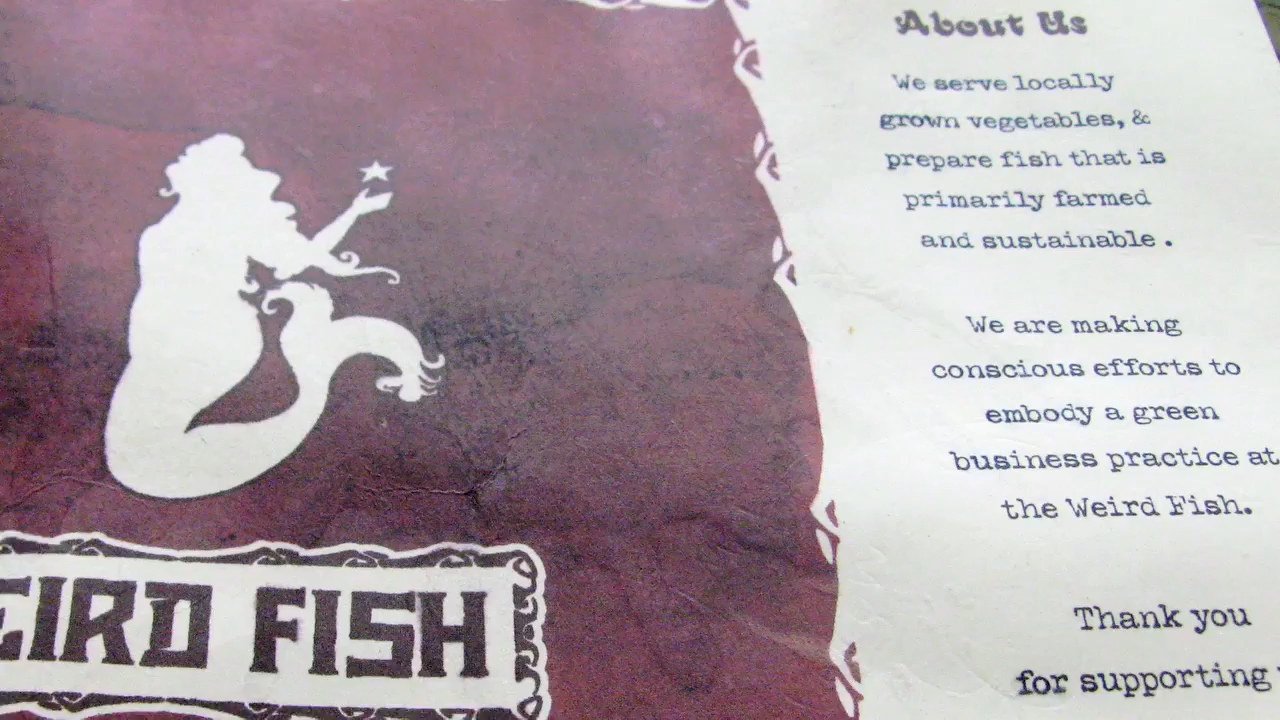 About Us
We serve locally
grown vegetables, &
prepare fish that is
primarily farmed
and sustainable.
We are making
conscious efforts to
embody a green
business practice at
the Weird Fish.
Thank you
for supporting
EIRD FISH